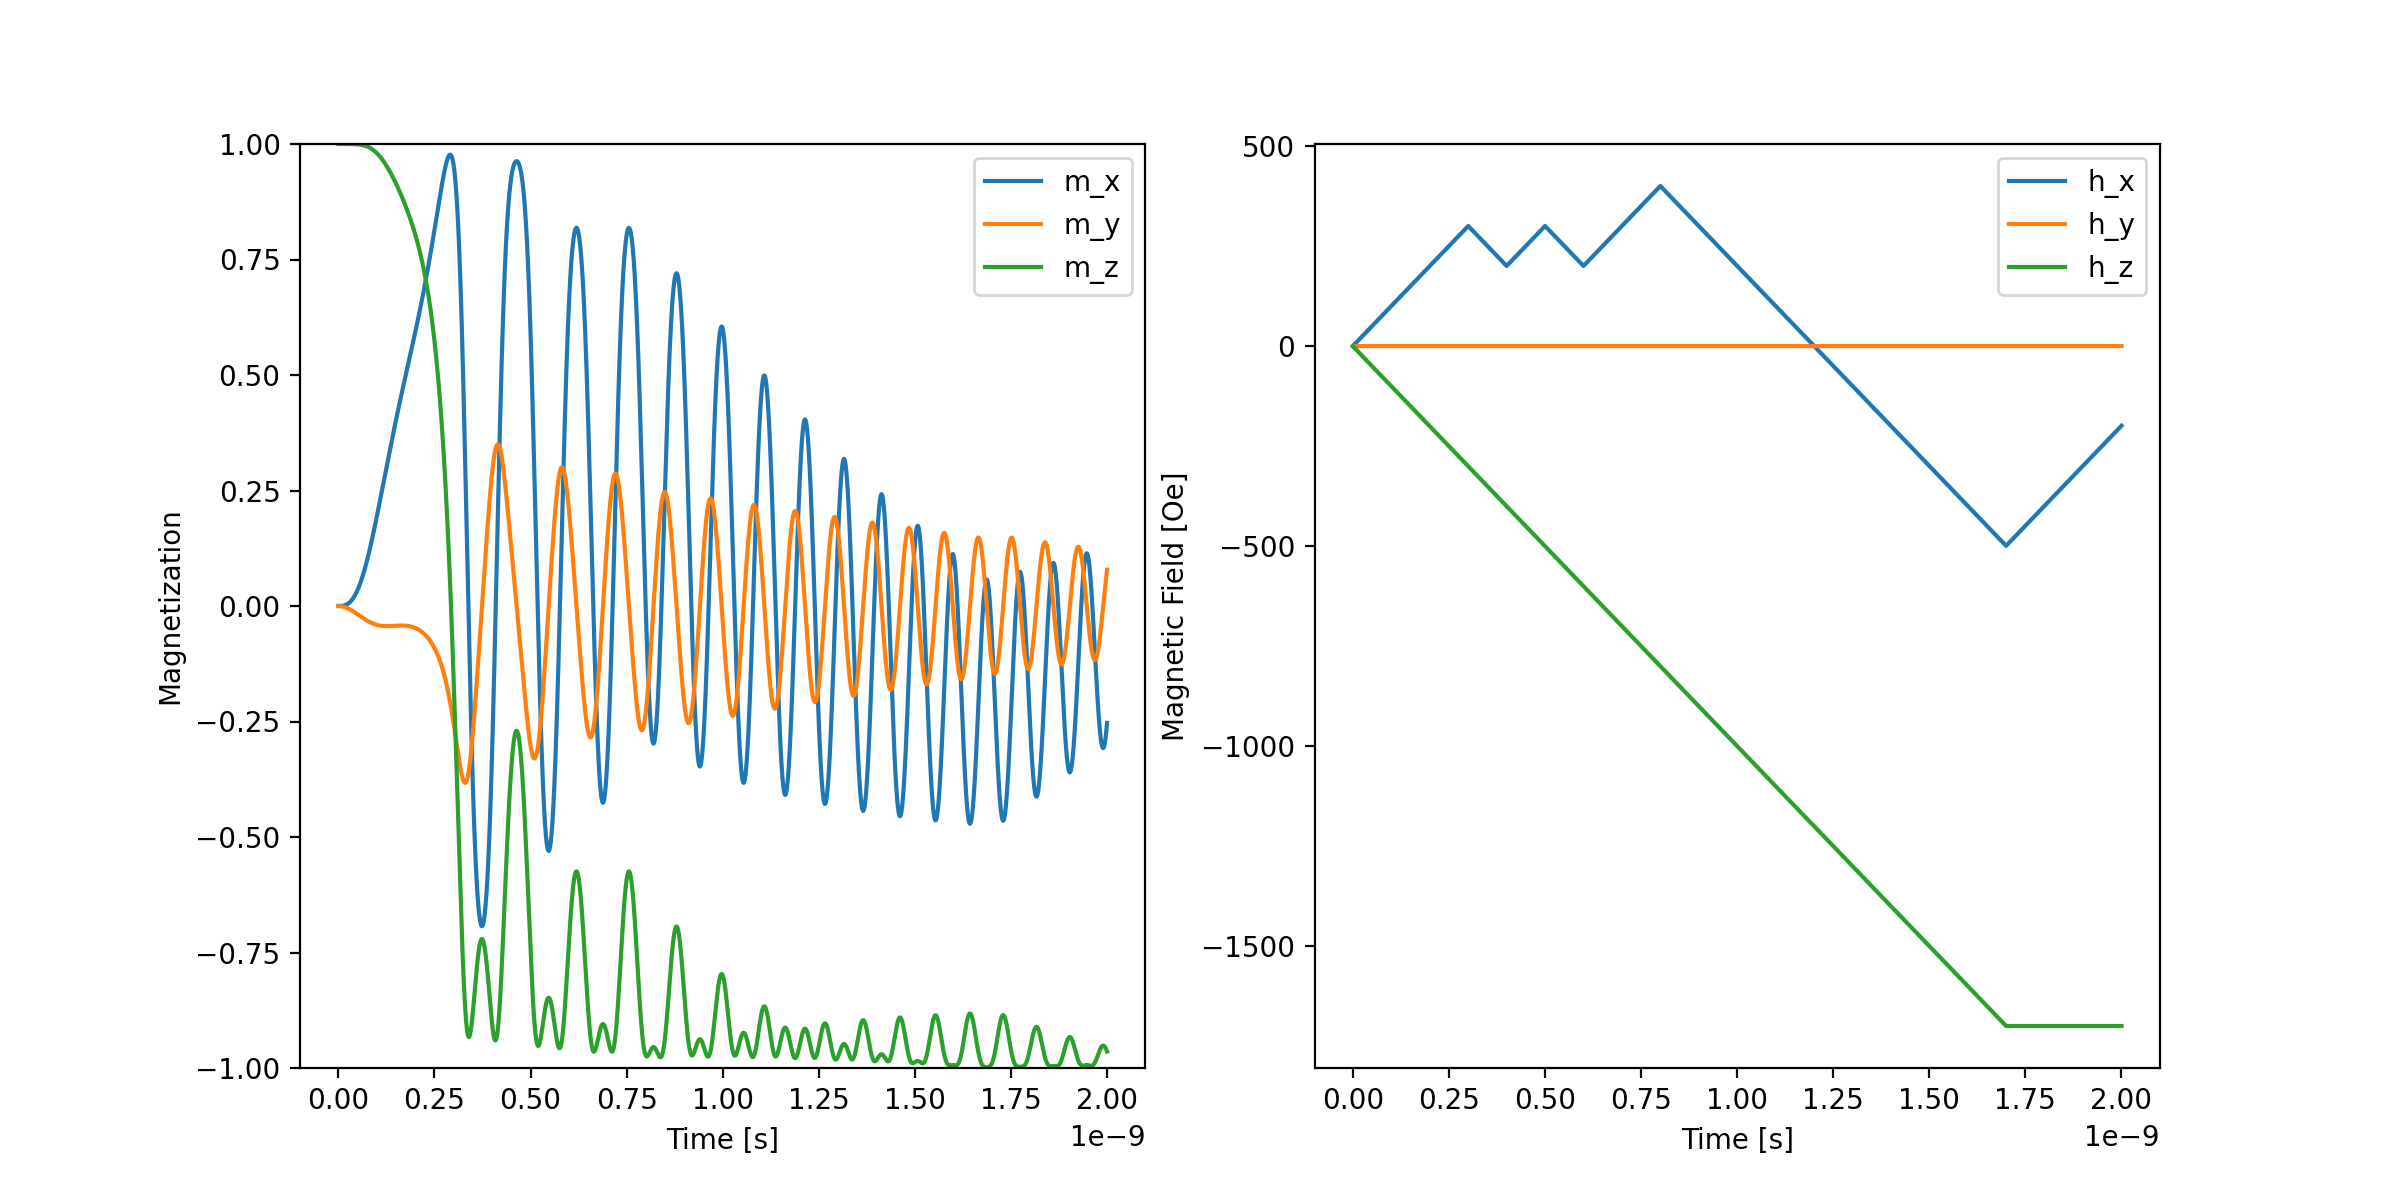 Magnetization
1.00
0.75
0.50
0.25
0.00
−0.25
−0.50
−0.75
−1.00
0.00 0.25 0.50 0.75 1.00 1.25 1.50 1.75 2.00
1e−9
Time [s]
m_x
m_y
m_z
Magnetic Field [Oe]
500
0
−500
−1000
−1500
0.00 0.25 0.50 0.75 1.00 1.25 1.50 1.75 2.00
1e−9
Time [s]
h_x
h_y
h_z